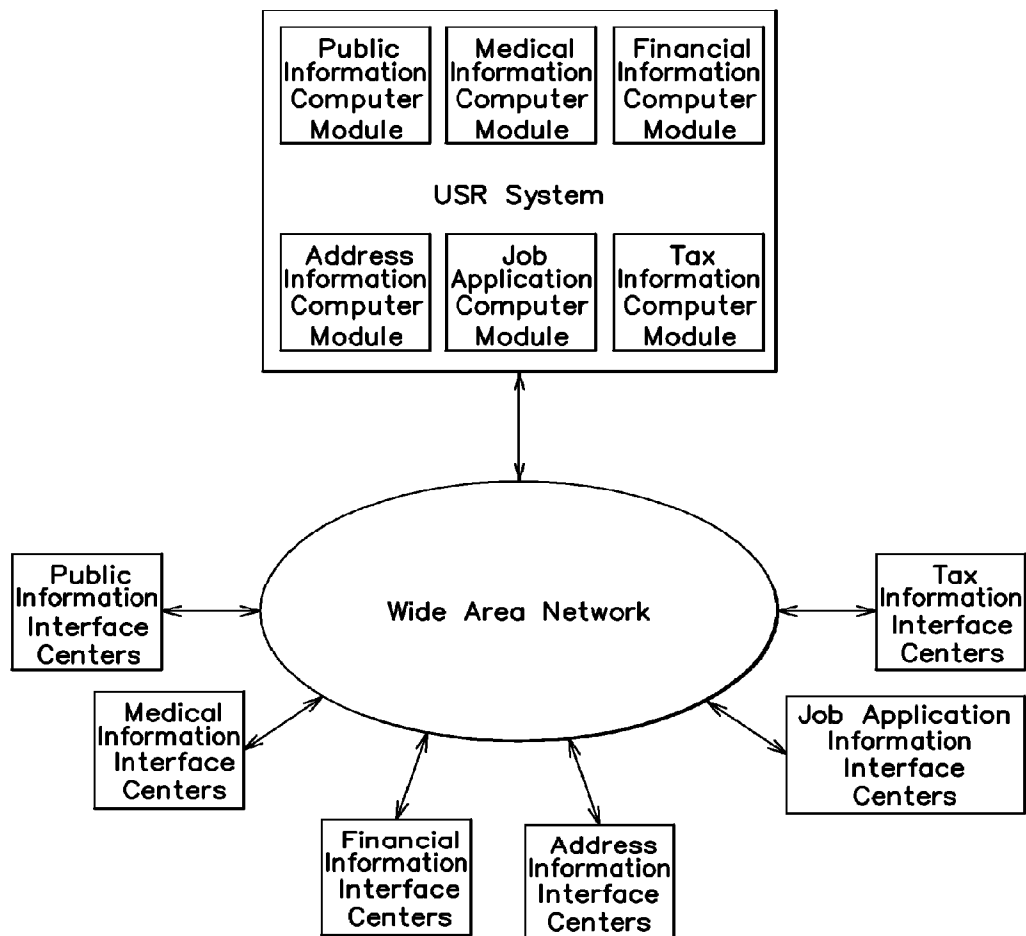 Public
Information
Computer
Module
Medical
Information
Computer
Module
Financial
Information
Computer
Module
USR System
Address
Information
Computer
Module
Job
Application
Computer
Module
Tax
Information
Computer
Module
Wide Area Network
Public
Information
Interface
Centers
Tax
Information
Interface
Centers
Medical
Information
Interface
Centers
Job Application
Information
Interface
Centers
Financial
Information
Interface
Centers
Address
Information
Interface
Centers